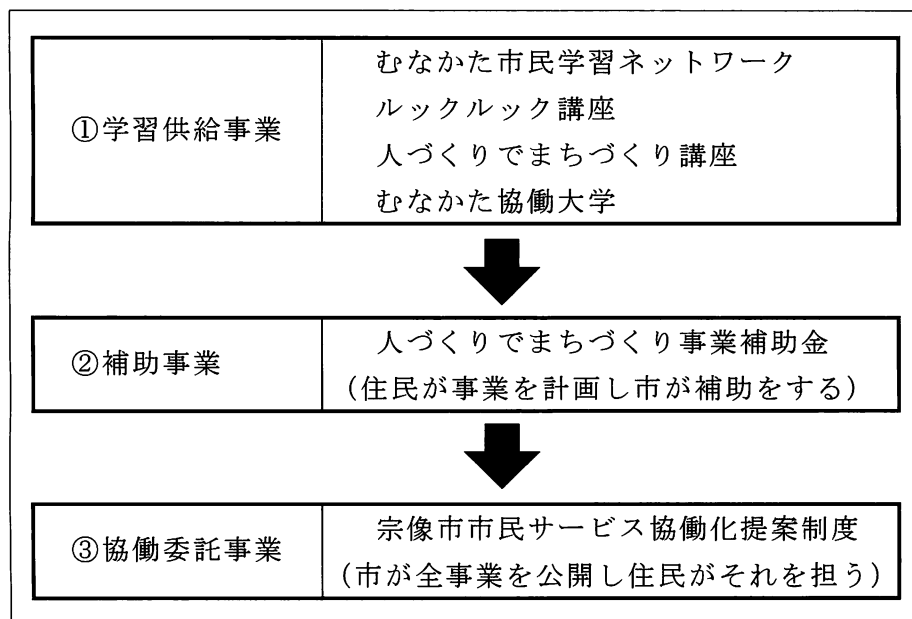 ①学習供給事業
むなかた市民学習ネットワーク
ルックルック講座
人づくりでまちづくり講座
むなかた協働大学
②補助事業
人づくりでまちづくり事業補助金
(住民が事業を計画し市が補助をする)
③協働委託事業
宗像市市民サービス協働化提案制度
(市が全事業を公開し住民がそれを担う)